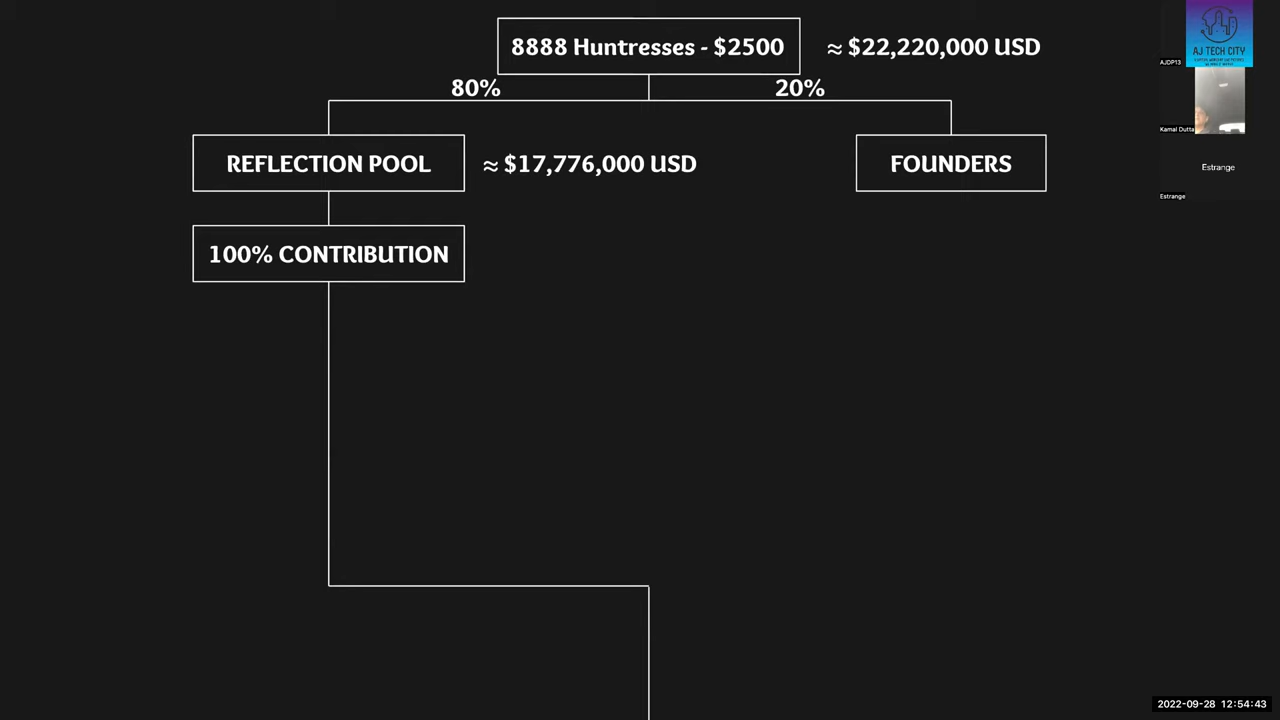 8888 Huntresses - $2500
≈ $22,220,000 USD
80%
20%
REFLECTION POOL
≈ $17,776,000 USD
FOUNDERS
100% CONTRIBUTION
AJ TECH CITY
AJDP13
Kamal Dutta
Estrange
Estrange
2022-09-28 12:54:43